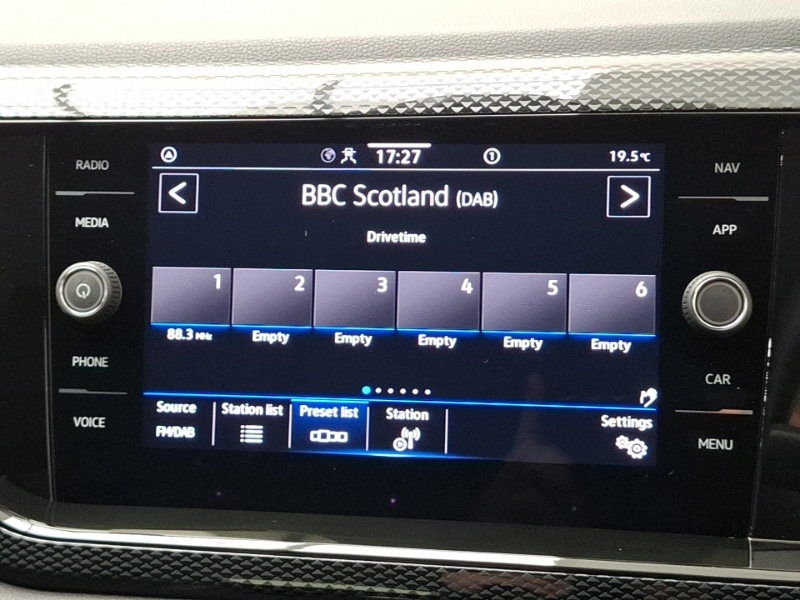 RADIO
MEDIA
PHONE
VOICE
17:27
1
19.5°C
< BBC Scotland (DAB) >
Drivetime
1 2 3 4 5 6
88.3 MHz Empty Empty Empty Empty Empty
Source Station list Preset list Station Settings
FM/DAB
NAV
APP
CAR
MENU